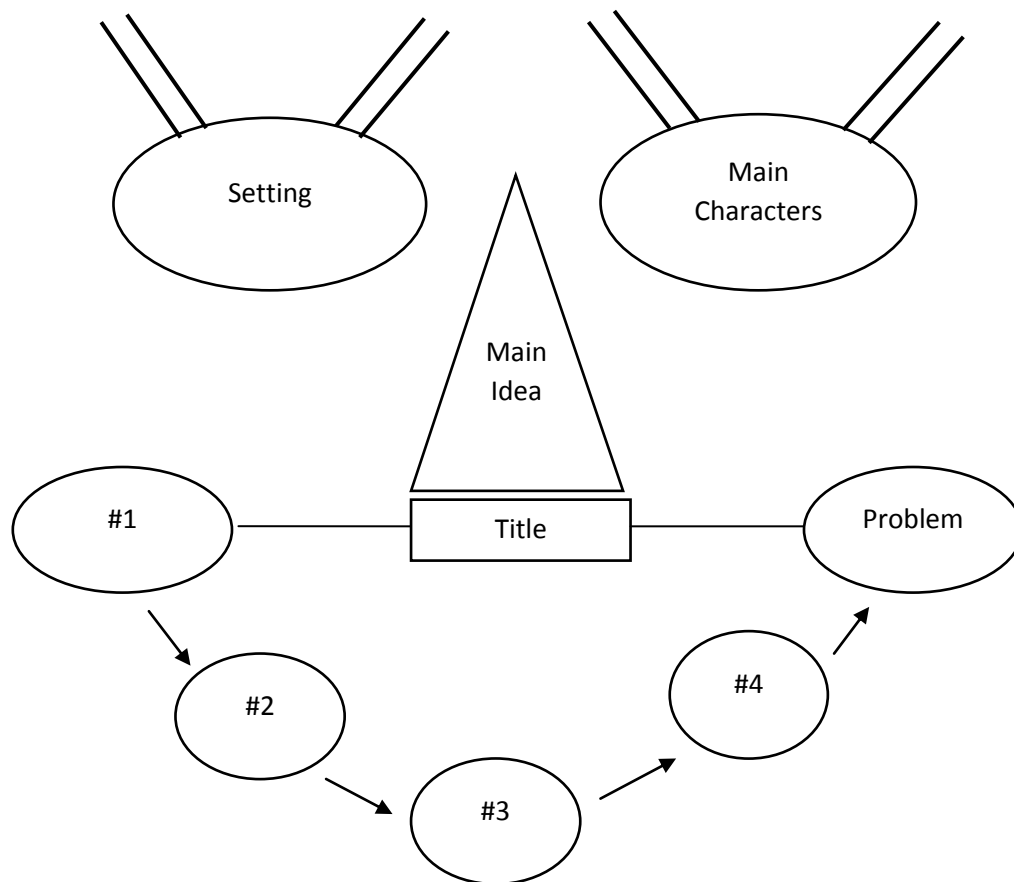 Setting
Main
Characters
Main
Idea
#1
Title
Problem
#2
#4
#3